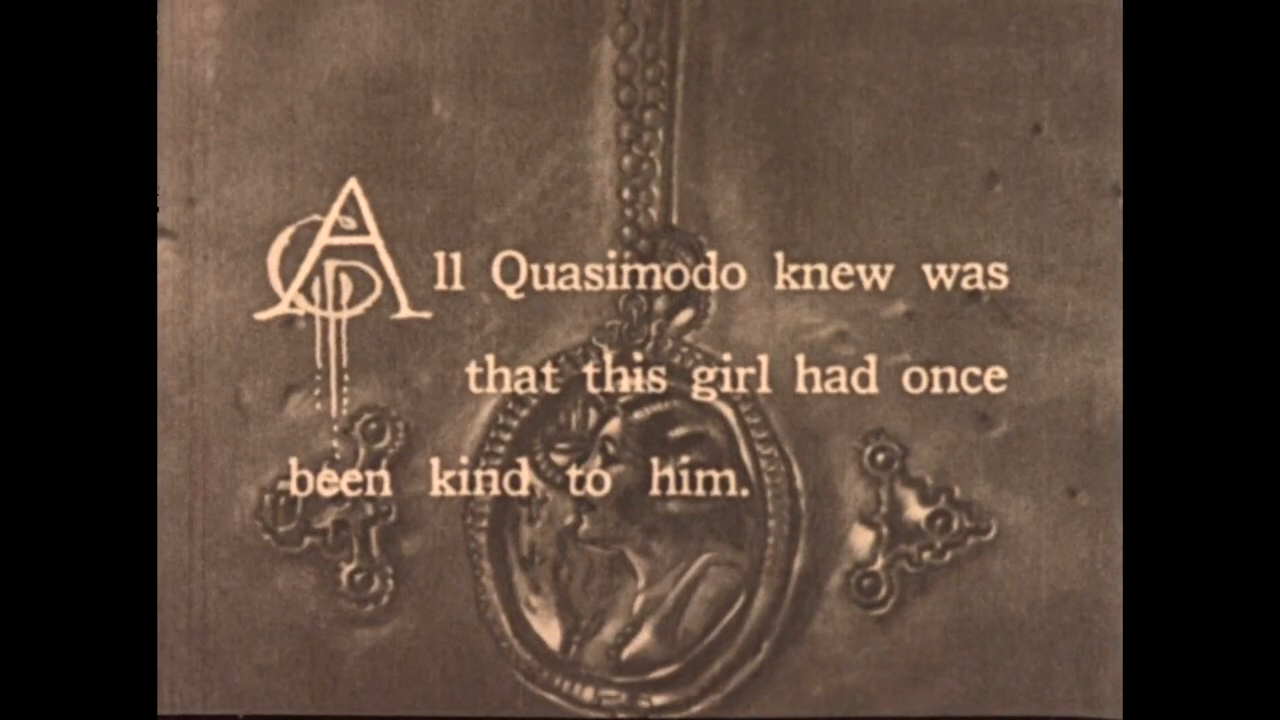 All Quasimodo knew was
that this girl had once
been kind to him.